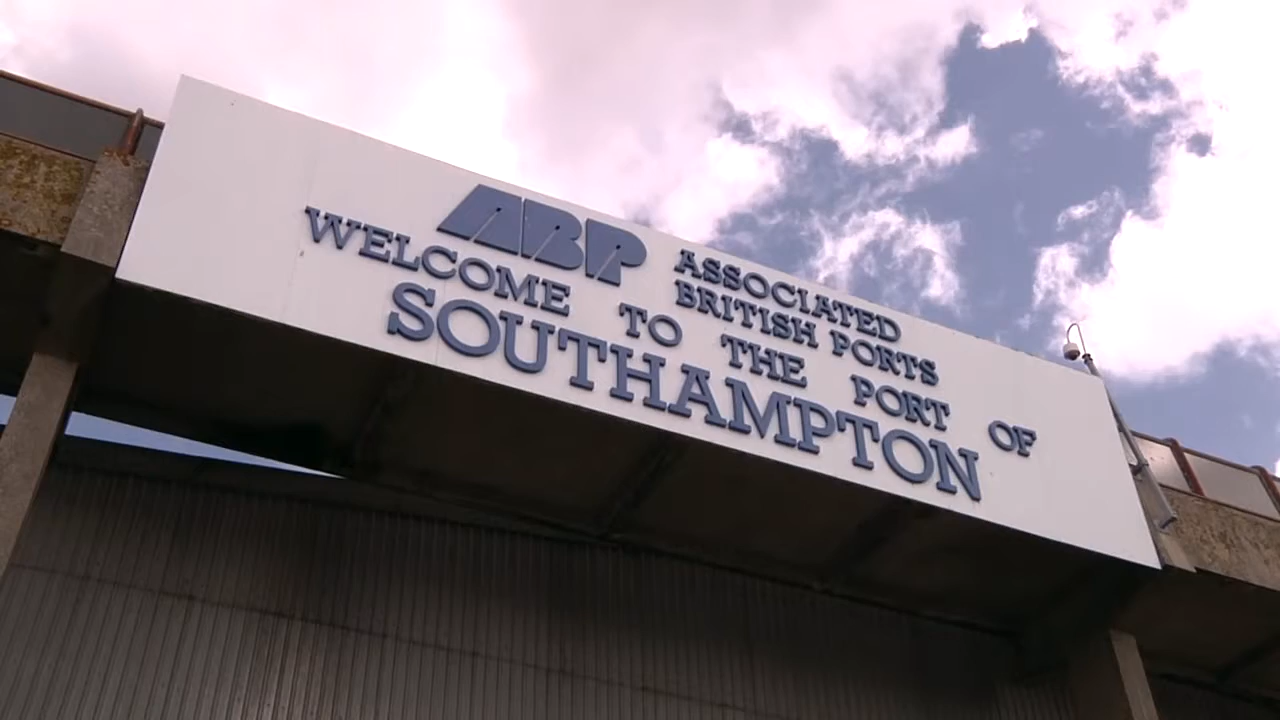 ABP ASSOCIATED
BRITISH PORTS
WELCOME TO THE PORT OF
SOUTHAMPTON